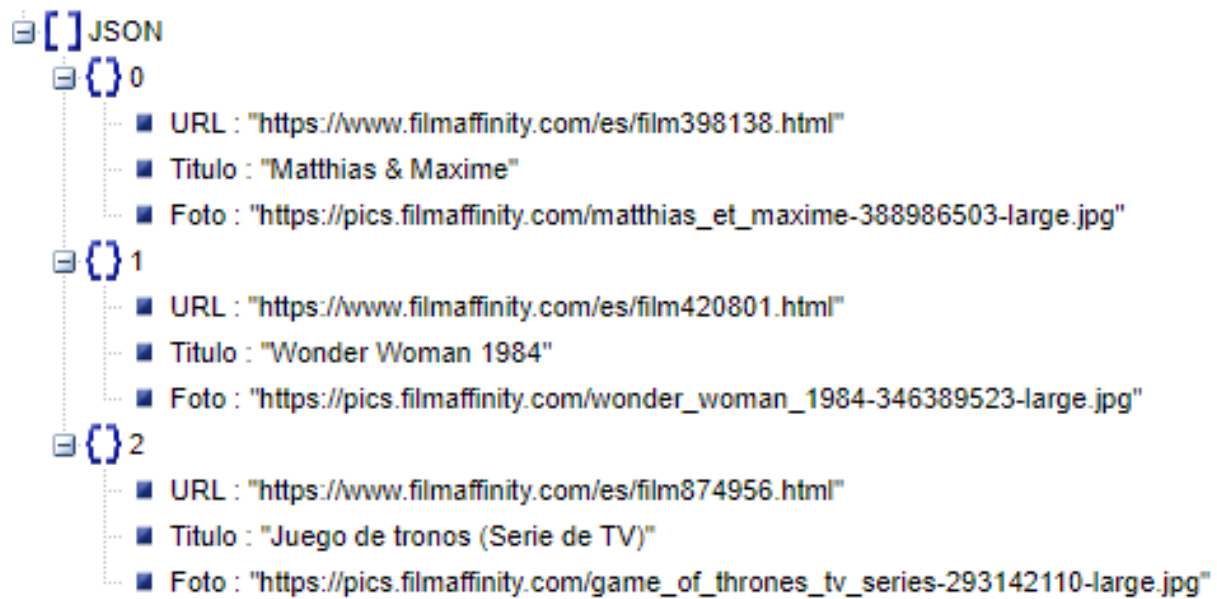 JSON
0
URL : "https://www.filmaffinity.com/es/film398138.html"
Titulo : "Matthias & Maxime"
Foto : "https://pics.filmaffinity.com/matthias_et_maxime-388986503-large.jpg"
1
URL : "https://www.filmaffinity.com/es/film420801.html"
Titulo : "Wonder Woman 1984"
Foto : "https://pics.filmaffinity.com/wonder_woman_1984-346389523-large.jpg"
2
URL : "https://www.filmaffinity.com/es/film874956.html"
Titulo : "Juego de tronos (Serie de TV)"
Foto : "https://pics.filmaffinity.com/game_of_thrones_tv_series-293142110-large.jpg"